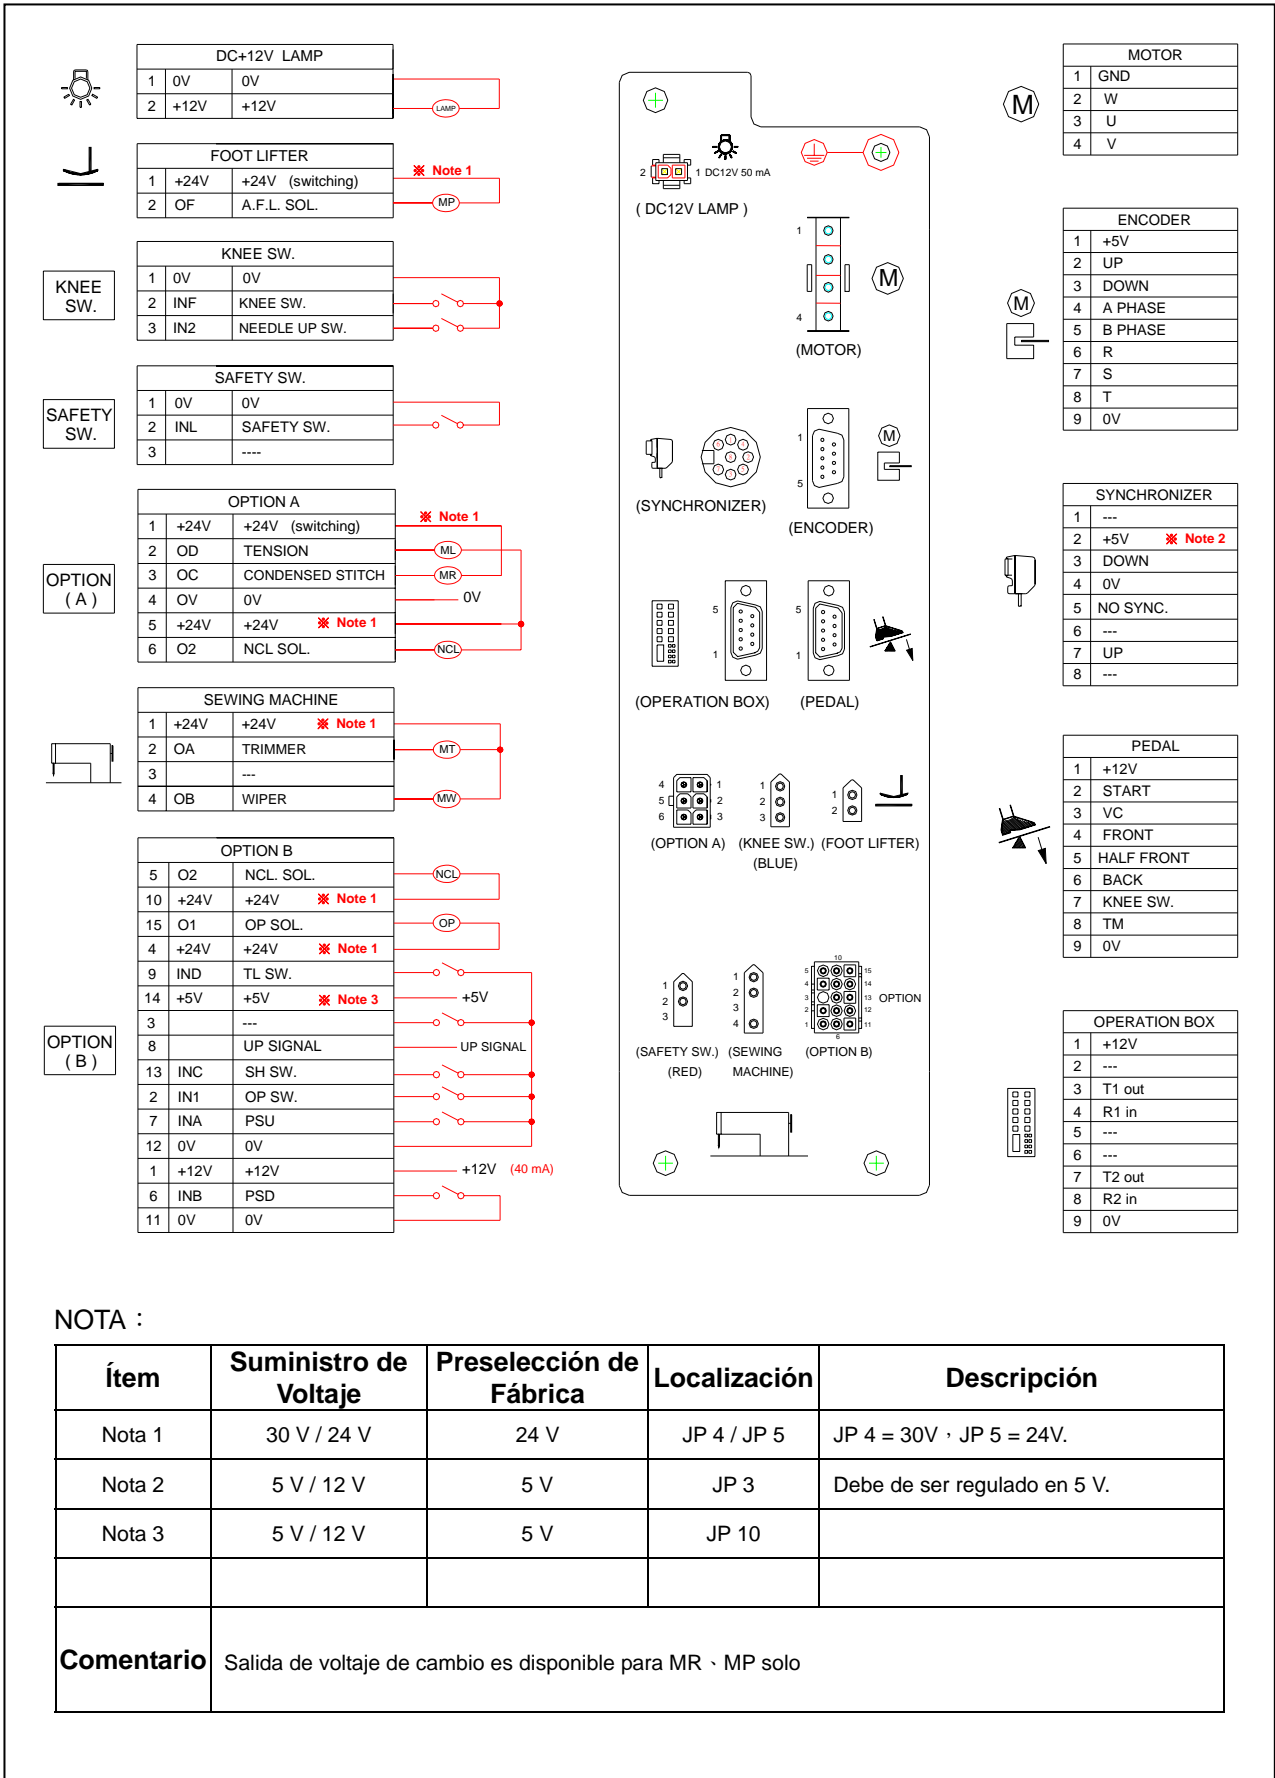 DC+12V LAMP
1 0V 0V
2 +12V +12V
LAMP
FOOT LIFTER
1 +24V +24V (switching)
※ Note 1
2 OF A.F.L. SOL.
MP
KNEE SW.
KNEE SW.
1 0V 0V
2 INF KNEE SW.
3 IN2 NEEDLE UP SW.
SAFETY SW.
SAFETY SW.
1 0V 0V
2 INL SAFETY SW.
3 ----
OPTION ( A )
OPTION A
1 +24V +24V (switching)
※ Note 1
2 OD TENSION
ML
3 OC CONDENSED STITCH
MR
4 OV 0V
0V
5 +24V +24V ※ Note 1
6 O2 NCL SOL.
NCL
SEWING MACHINE
1 +24V +24V ※ Note 1
2 OA TRIMMER
MT
3 ---
4 OB WIPER
MW
OPTION ( B )
OPTION B
5 O2 NCL. SOL.
NCL
10 +24V +24V ※ Note 1
15 O1 OP SOL.
OP
4 +24V +24V ※ Note 1
9 IND TL SW.
14 +5V +5V ※ Note 3
+5V
3 ---
8 UP SIGNAL
UP SIGNAL
13 INC SH SW.
2 IN1 OP SW.
7 INA PSU
12 0V 0V
1 +12V +12V
+12V (40 mA)
6 INB PSD
11 0V 0V
2 1 DC12V 50 mA
( DC12V LAMP )
1
4
M
(MOTOR)
(SYNCHRONIZER)
1
5
M
(ENCODER)
5
1
(OPERATION BOX)
5
1
(PEDAL)
4 1
5 2
6 3
(OPTION A)
1
2
3
(KNEE SW.)
(BLUE)
1
2
(FOOT LIFTER)
1
2
3
(SAFETY SW.)
(RED)
1
2
3
4
(SEWING
MACHINE)
10
5 15
4 14
3 13 OPTION
2 12
1 11
6
(OPTION B)
M
MOTOR
1 GND
2 W
3 U
4 V
M
ENCODER
1 +5V
2 UP
3 DOWN
4 A PHASE
5 B PHASE
6 R
7 S
8 T
9 0V
SYNCHRONIZER
1 ---
2 +5V ※ Note 2
3 DOWN
4 0V
5 NO SYNC.
6 ---
7 UP
8 ---
PEDAL
1 +12V
2 START
3 VC
4 FRONT
5 HALF FRONT
6 BACK
7 KNEE SW.
8 TM
9 0V
OPERATION BOX
1 +12V
2 ---
3 T1 out
4 R1 in
5 ---
6 ---
7 T2 out
8 R2 in
9 0V
NOTA：
Ítem Suministro de Voltaje Preselección de Fábrica Localización Descripción
Nota 1 30 V / 24 V 24 V JP 4 / JP 5 JP 4 = 30V，JP 5 = 24V.
Nota 2 5 V / 12 V 5 V JP 3 Debe de ser regulado en 5 V.
Nota 3 5 V / 12 V 5 V JP 10
Comentario Salida de voltaje de cambio es disponible para MR、MP solo